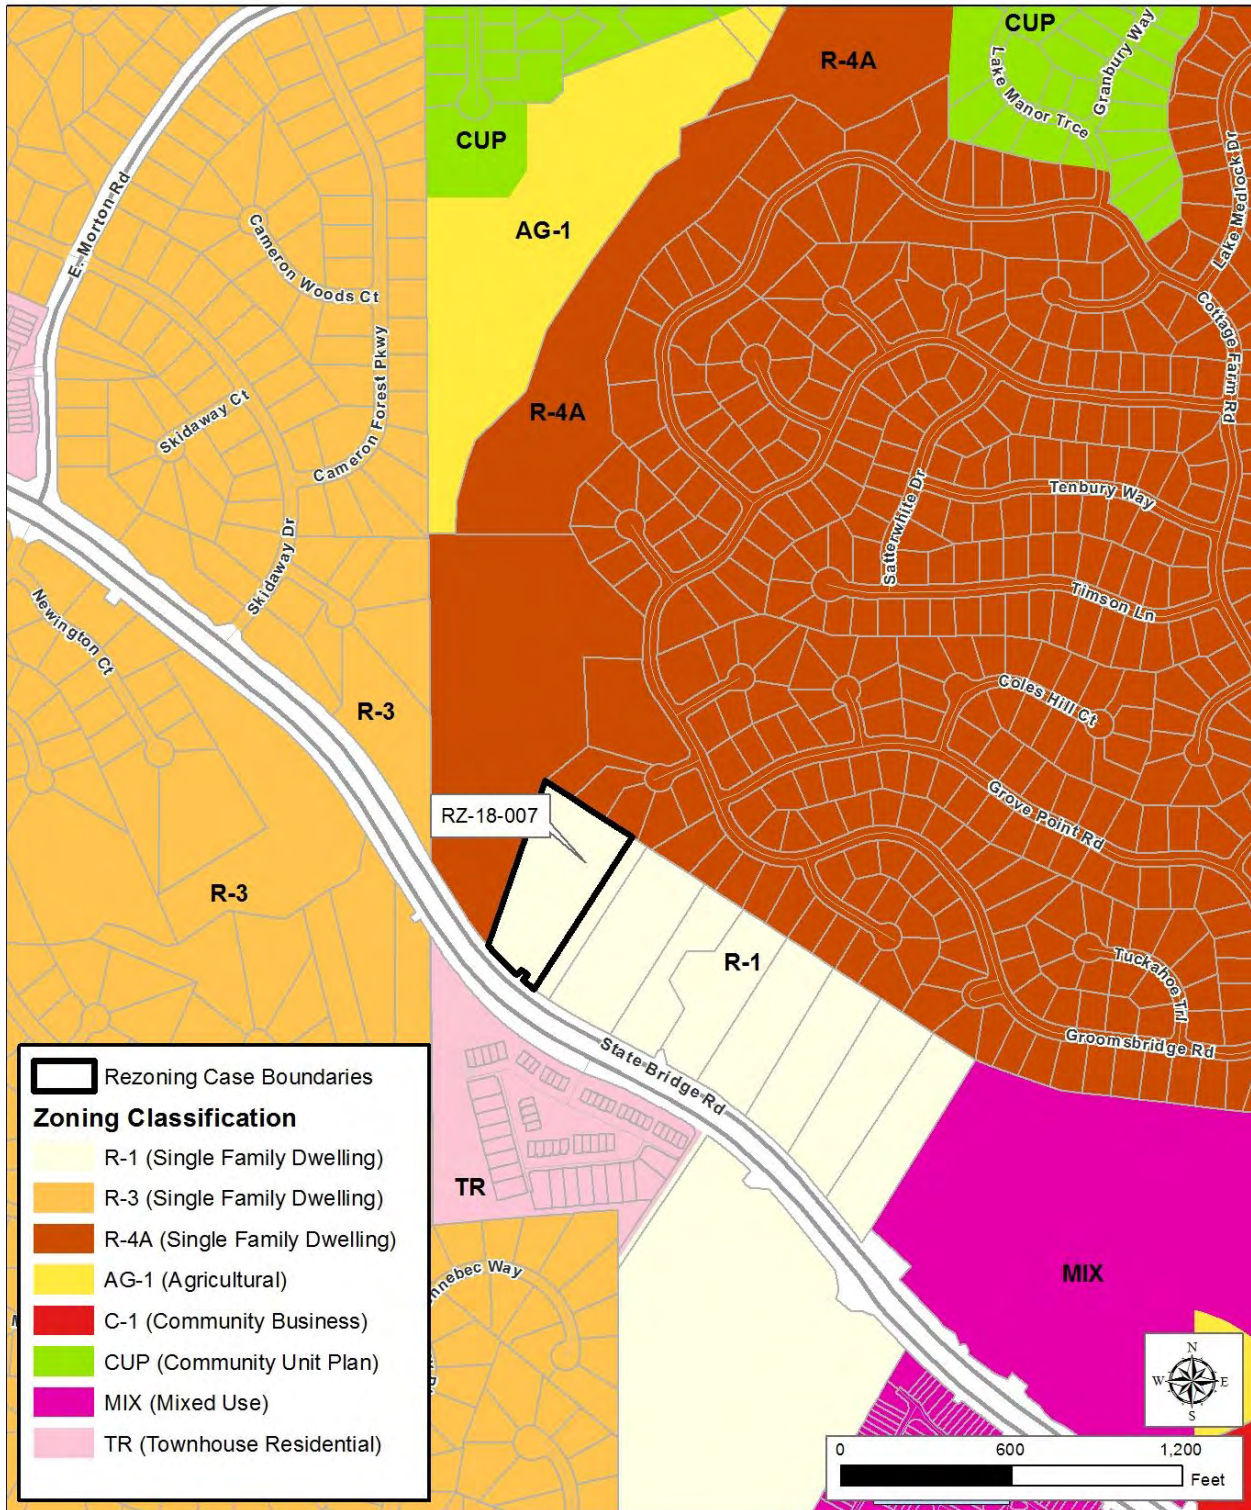 CUP
R-4A
Lake Manor Trce
Granbury Way
CUP
Lake Medlock Dr
E. Morton Rd
AG-1
Cameron Woods Ct
Cottage Farm Rd
Cameron Forest Pkwy
R-4A
Skidaway Ct
Tenbury Way
Satterwhite Dr
Skidaway Dr
Timson Ln
Newington Ct
Coles Hill Ct
R-3
Grove Point Rd
RZ-18-007
R-3
R-1
Tuckahoe Trl
Groomsbridge Rd
State Bridge Rd
TR
MIX
nnebec Way
Rezoning Case Boundaries
Zoning Classification
R-1 (Single Family Dwelling)
R-3 (Single Family Dwelling)
R-4A (Single Family Dwelling)
AG-1 (Agricultural)
C-1 (Community Business)
CUP (Community Unit Plan)
MIX (Mixed Use)
TR (Townhouse Residential)
N
W
E
S
0 600 1,200
Feet